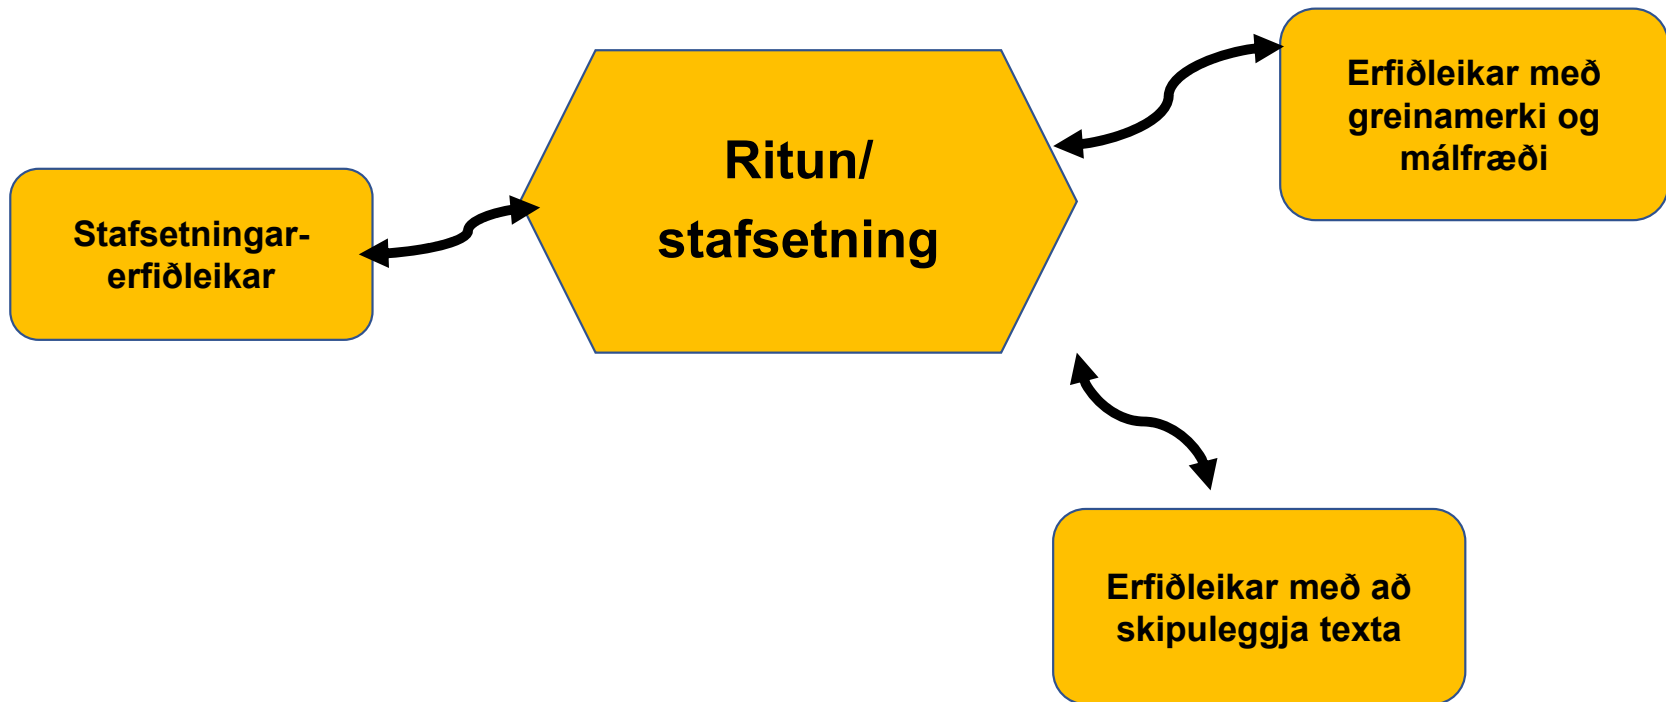 Ritun/
stafsetning
Erfiðleikar með
greinamerki og
málfræði
Stafsetningar-
erfiðleikar
Erfiðleikar með að
skipuleggja texta